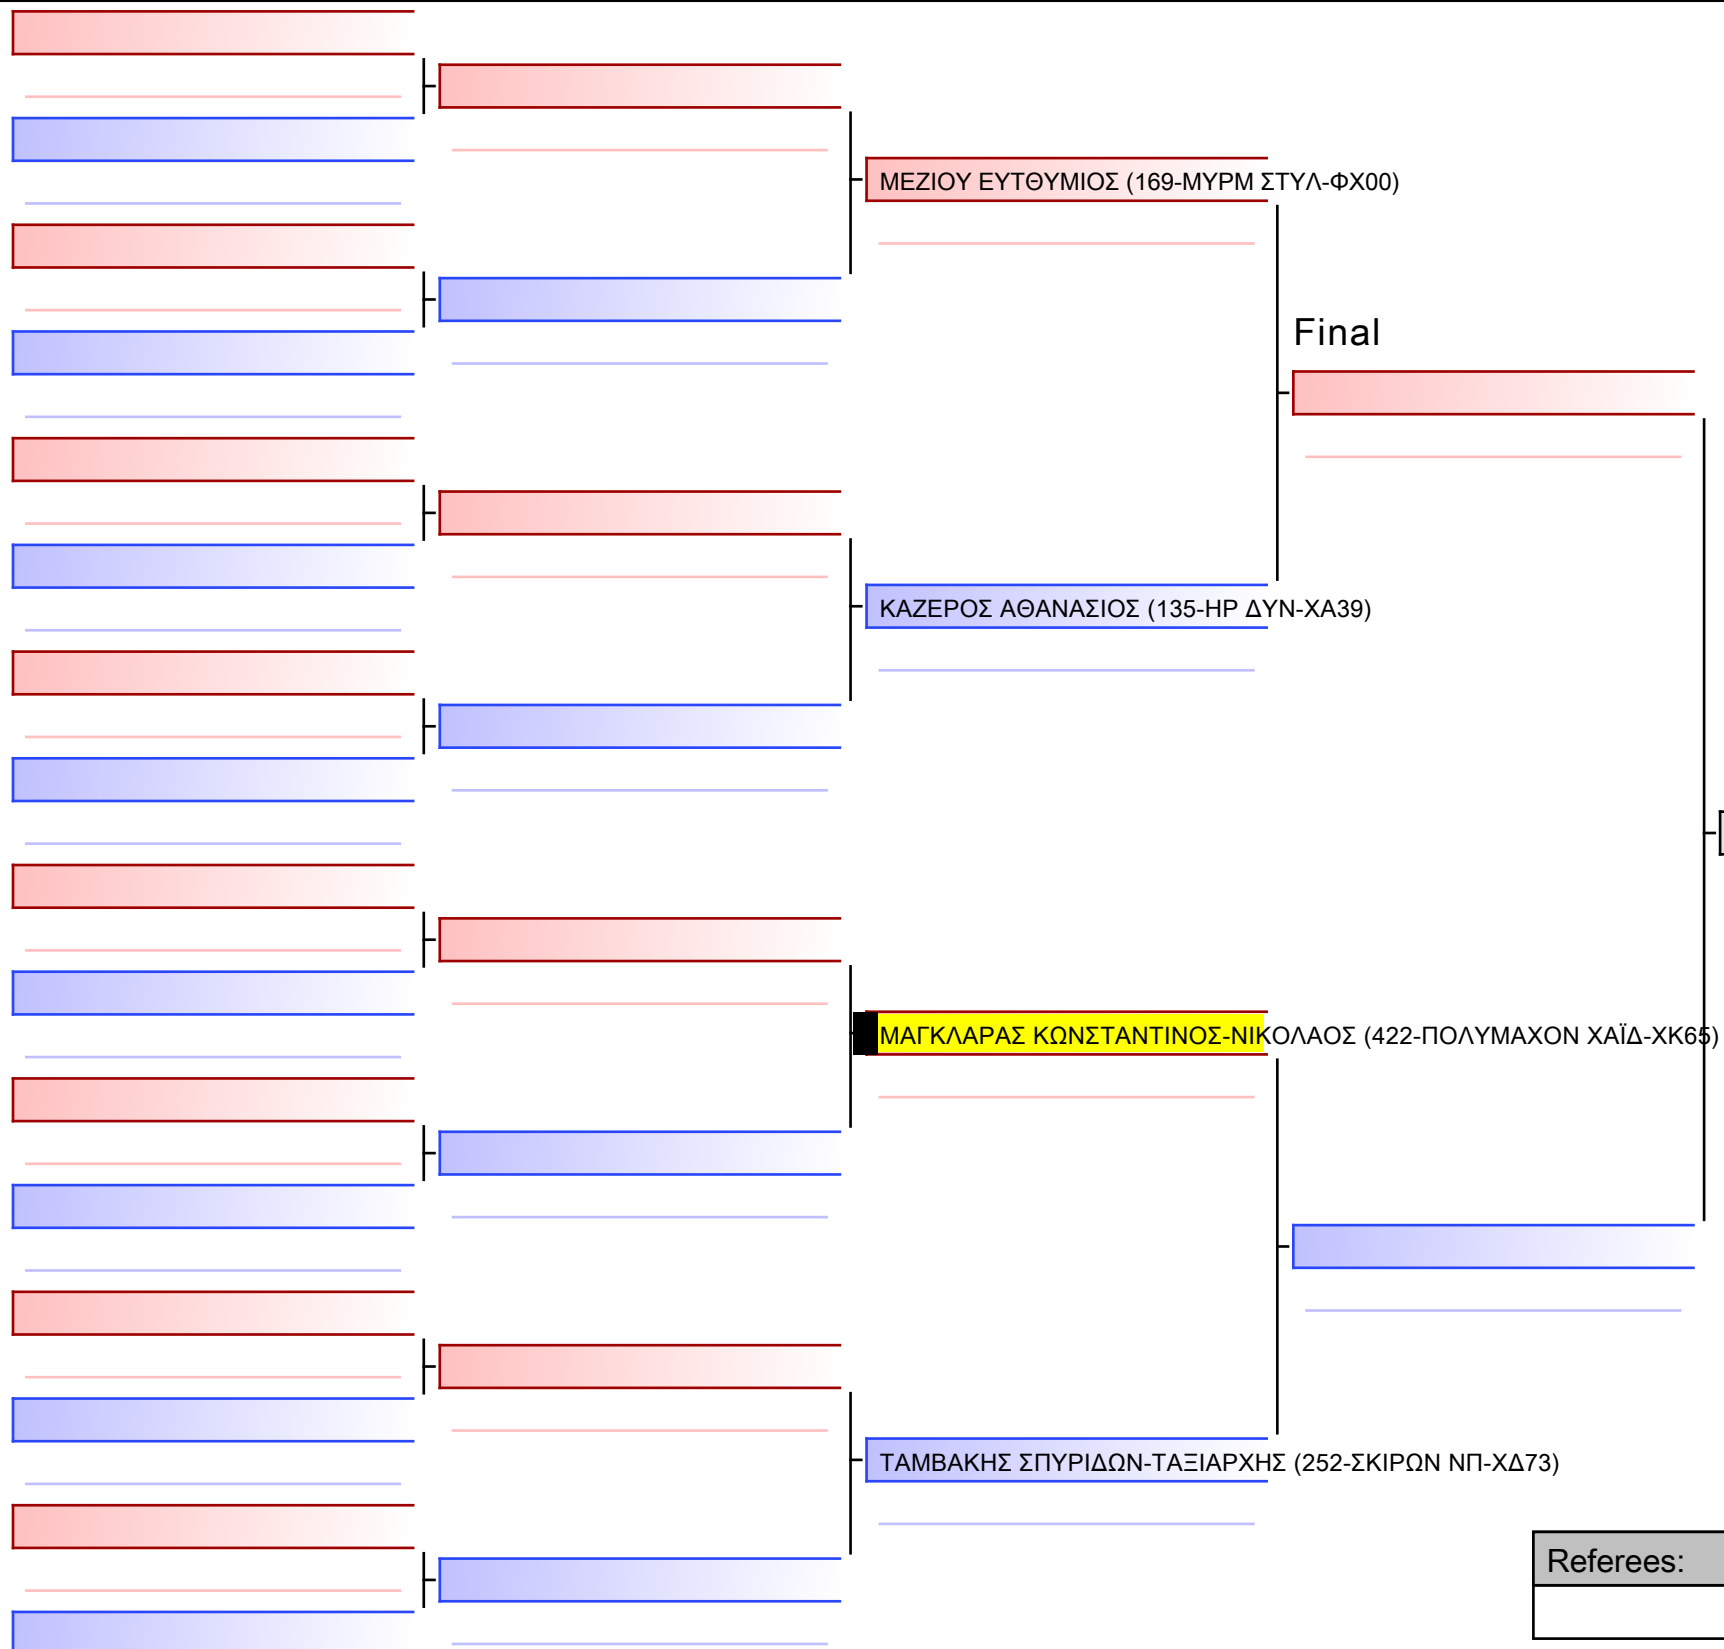 ΜΕΖΙΟΥ ΕΥΤΘΥΜΙΟΣ (169-ΜΥΡΜ ΣΤΥΛ-ΦΧ00)
Final
ΚΑΖΕΡΟΣ ΑΘΑΝΑΣΙΟΣ (135-ΗΡ ΔΥΝ-ΧΑ39)
ΜΑΓΚΛΑΡΑΣ ΚΩΝΣΤΑΝΤΙΝΟΣ-ΝΙΚΟΛΑΟΣ (422-ΠΟΛΥΜΑΧΟΝ ΧΑΪΔ-ΧΚ65)
ΤΑΜΒΑΚΗΣ ΣΠΥΡΙΔΩΝ-ΤΑΞΙΑΡΧΗΣ (252-ΣΚΙΡΩΝ ΝΠ-ΧΔ73)
Referees: